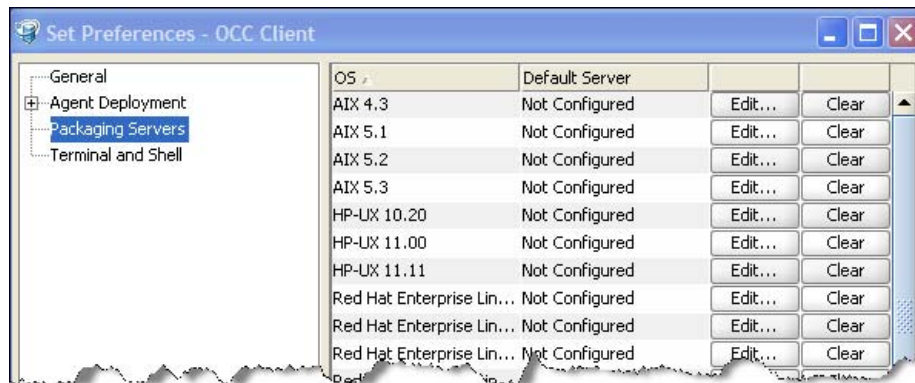 Set Preferences - OCC Client
General
Agent Deployment
Packaging Servers
Terminal and Shell
OS Default Server
AIX 4.3 Not Configured Edit... Clear
AIX 5.1 Not Configured Edit... Clear
AIX 5.2 Not Configured Edit... Clear
AIX 5.3 Not Configured Edit... Clear
HP-UX 10.20 Not Configured Edit... Clear
HP-UX 11.00 Not Configured Edit... Clear
HP-UX 11.11 Not Configured Edit... Clear
Red Hat Enterprise Lin... Not Configured Edit... Clear
Red Hat Enterprise Lin... Not Configured Edit... Clear
Red Hat Enterprise Lin... Not Configured Edit... Clear